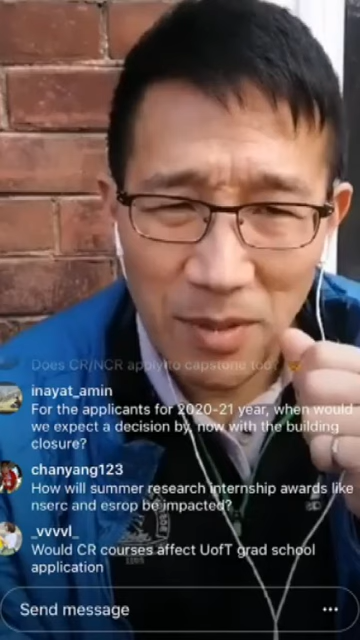 Does CR/NCR apply to capstone too?
inayat_amin
For the applicants for 2020-21 year, when would
we expect a decision by, now with the building
closure?
chanyang123
How will summer research internship awards like
nserc and esrop be impacted?
_vvvvl_
Would CR courses affect UofT grad school
application
Send message